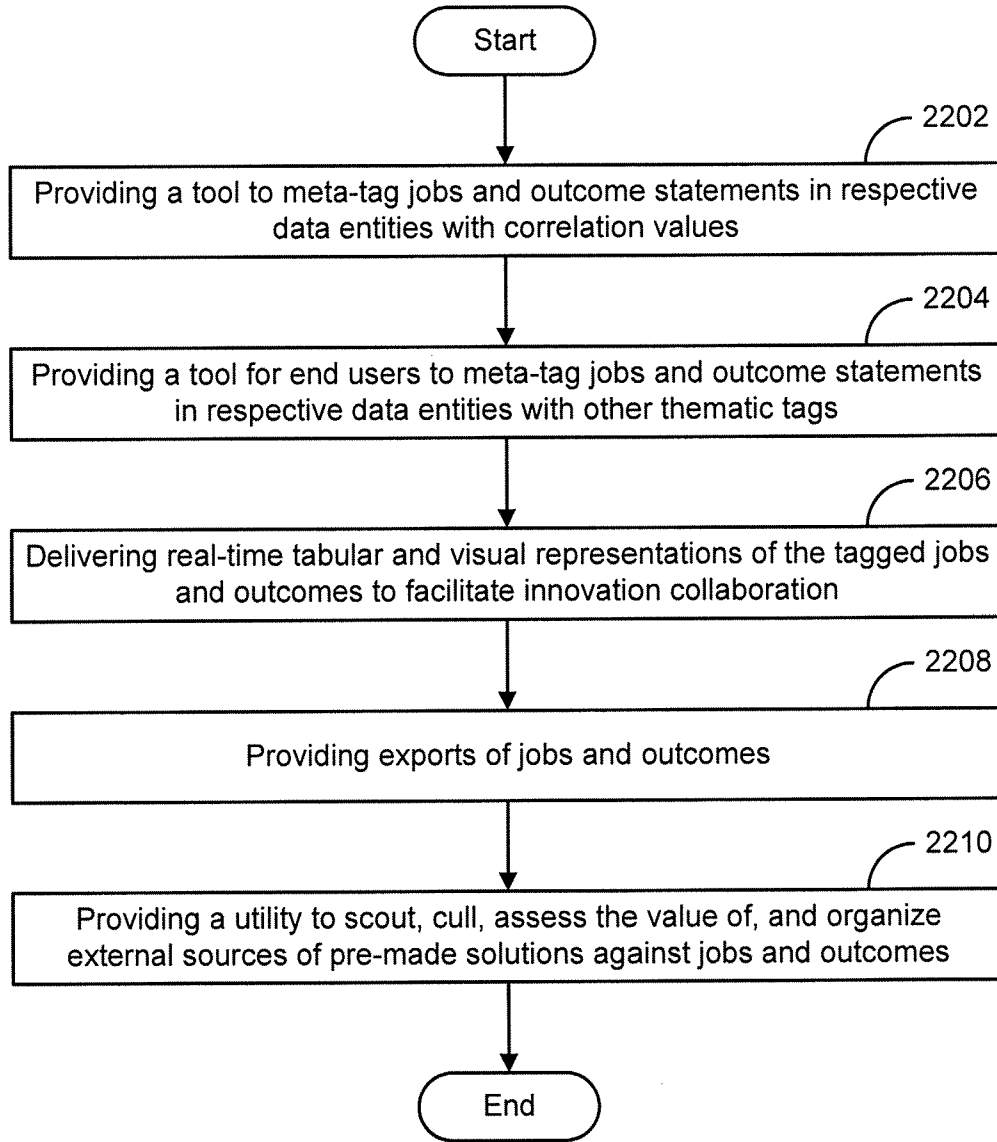 Start
2202
Providing a tool to meta-tag jobs and outcome statements in respective
data entities with correlation values
2204
Providing a tool for end users to meta-tag jobs and outcome statements
in respective data entities with other thematic tags
2206
Delivering real-time tabular and visual representations of the tagged jobs
and outcomes to facilitate innovation collaboration
2208
Providing exports of jobs and outcomes
2210
Providing a utility to scout, cull, assess the value of, and organize
external sources of pre-made solutions against jobs and outcomes
End